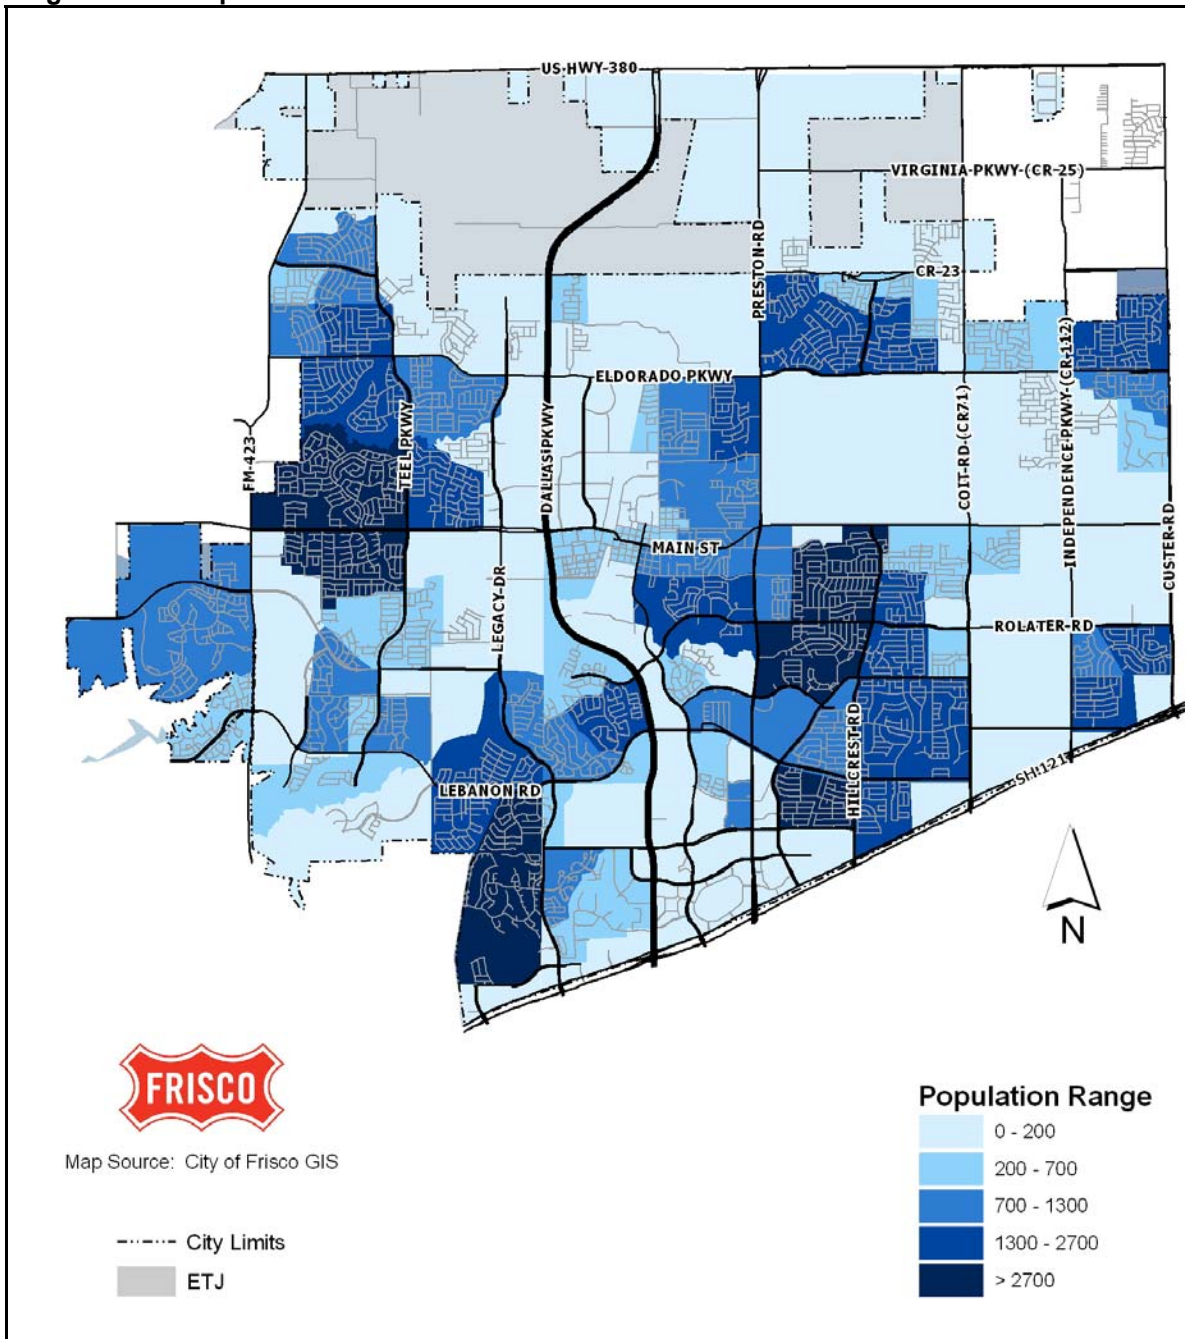 US HWY 380
VIRGINIA PKWY (CR 25)
PRESTON RD
CR 23
INDEPENDENCE PKWY (CR 112)
ELDORADO PKWY
DALLAS PKWY
TEEL PKWY
FM 423
COIT RD (CR71)
CUSTER RD
MAIN ST
LEGACY DR
ROLATER RD
HILLCREST RD
LEBANON RD
SH 121
N
FRISCO
Map Source: City of Frisco GIS
City Limits
ETJ
Population Range
0 - 200
200 - 700
700 - 1300
1300 - 2700
> 2700